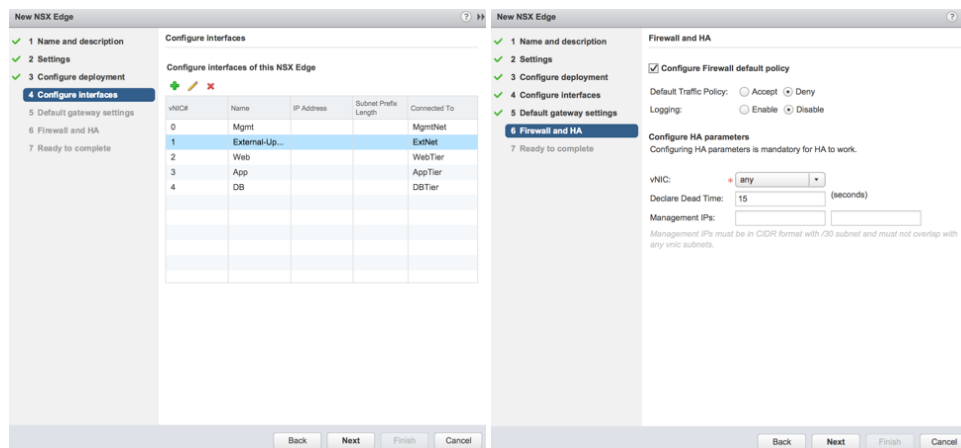 New NSX Edge
?
1 Name and description
2 Settings
3 Configure deployment
4 Configure interfaces
5 Default gateway settings
6 Firewall and HA
7 Ready to complete
Configure interfaces
Configure interfaces of this NSX Edge
vNIC# Name IP Address Subnet Prefix Length Connected To
0 Mgmt MgmtNet
1 External-Up... ExtNet
2 Web WebTier
3 App AppTier
4 DB DBTier
Back Next Finish Cancel
New NSX Edge
?
1 Name and description
2 Settings
3 Configure deployment
4 Configure interfaces
5 Default gateway settings
6 Firewall and HA
7 Ready to complete
Firewall and HA
Configure Firewall default policy
Default Traffic Policy: Accept Deny
Logging: Enable Disable
Configure HA parameters
Configuring HA parameters is mandatory for HA to work.
vNIC: * any
Declare Dead Time: 15 (seconds)
Management IPs:
Management IPs must be in CIDR format with /30 subnet and must not overlap with
any vnic subnets.
Back Next Finish Cancel